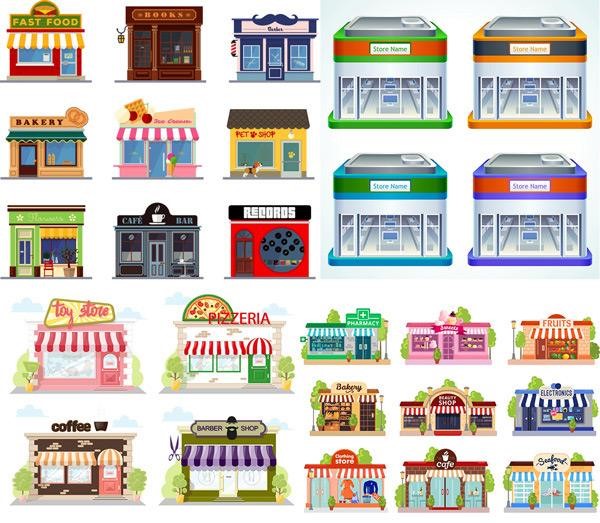 FAST FOOD
BOOKS
Barber
BAKERY
Ice Cream
PET SHOP
Flowers
CAFÉ BAR
RECORDS
Store Name
Store Name
Store Name
Store Name
toy store
PIZZERIA
coffee
BARBER SHOP
PHARMACY
Sweets
FRUITS
Bakery
BEAUTY
SHOP
ELECTRONICS
Clothing
store
Cafe
Seafood